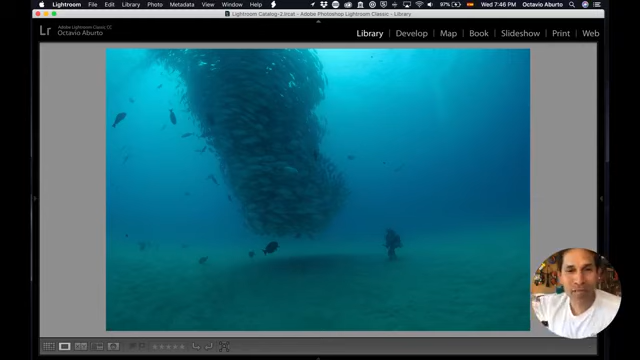 Lightroom File Edit Library Photo Metadata View Window Help 97% Wed 7:46 PM Octavio Aburto
Lightroom Catalog-2.lrcat - Adobe Photoshop Lightroom Classic - Library
Lr Adobe Lightroom Classic CC
Octavio Aburto
Library | Develop | Map | Book | Slideshow | Print | Web